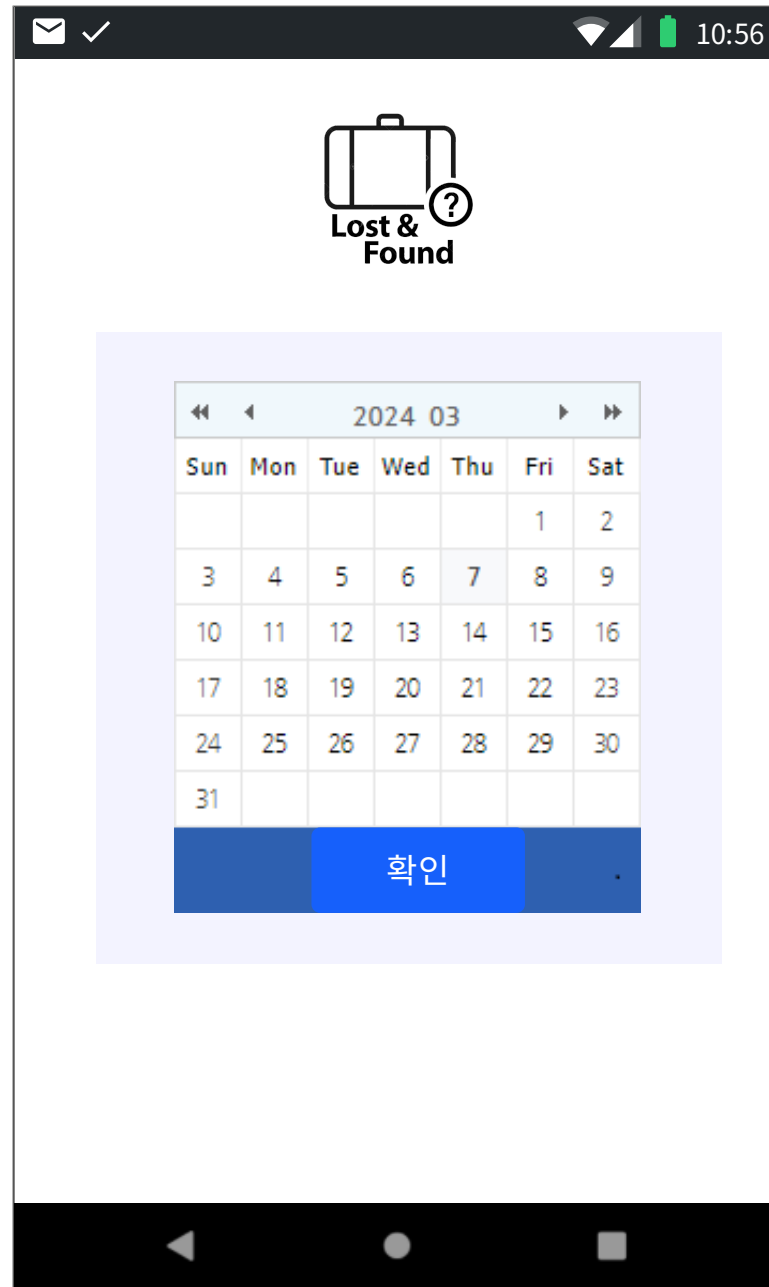 10:56
?
Lost &
Found
2024 03
Sun Mon Tue Wed Thu Fri Sat
1 2
3 4 5 6 7 8 9
10 11 12 13 14 15 16
17 18 19 20 21 22 23
24 25 26 27 28 29 30
31
확인